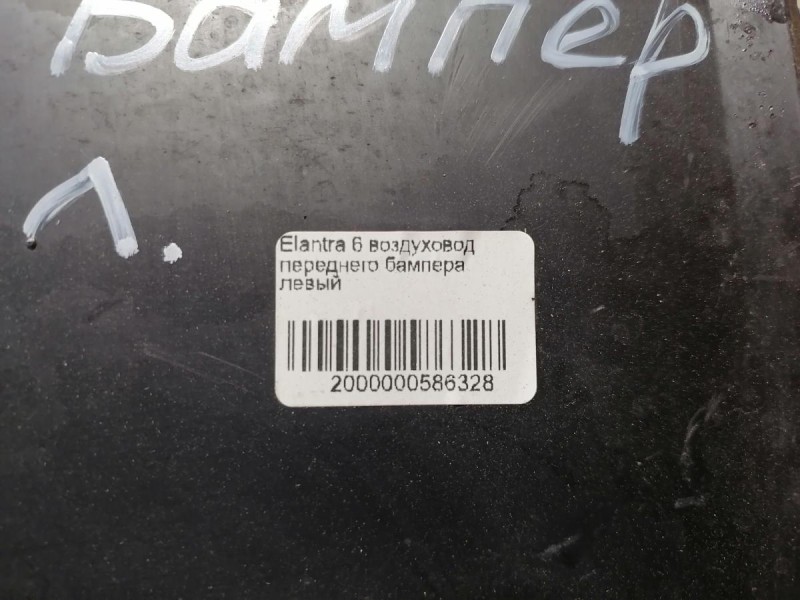 Бампер
Л.
Elantra 6 воздуховод
переднего бампера
левый
2000000586328